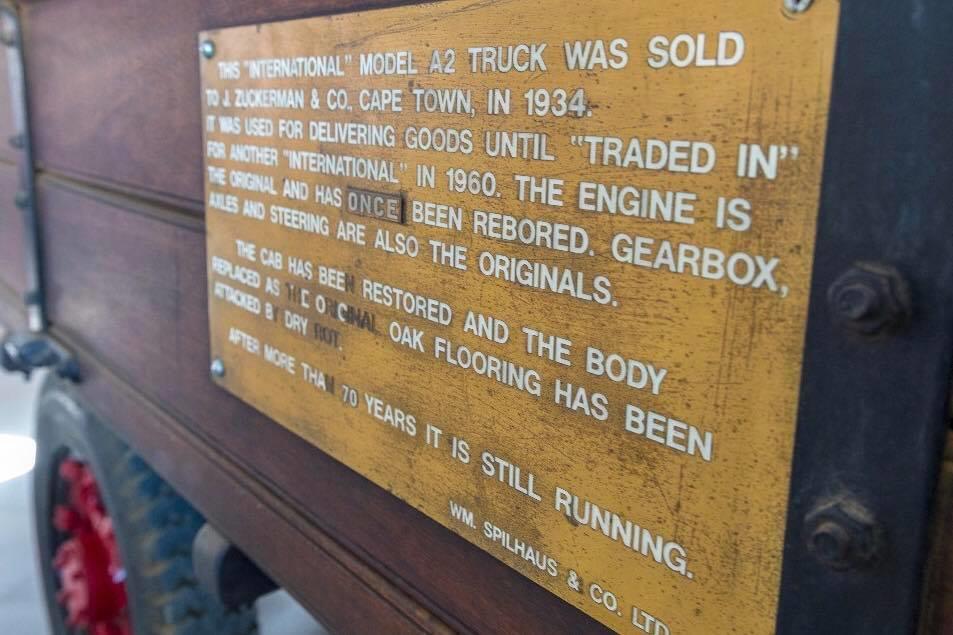 THIS "INTERNATIONAL" MODEL A2 TRUCK WAS SOLD
TO J. ZUCKERMAN & CO., CAPE TOWN, IN 1934.
IT WAS USED FOR DELIVERING GOODS UNTIL "TRADED IN"
FOR ANOTHER "INTERNATIONAL" IN 1960. THE ENGINE IS
THE ORIGINAL AND HAS ONCE BEEN REBORED. GEARBOX,
AXLES AND STEERING ARE ALSO THE ORIGINALS.
THE CAB HAS BEEN RESTORED AND THE BODY
REPLACED AS THE ORIGINAL OAK FLOORING HAS BEEN
ATTACKED BY DRY ROT.
AFTER MORE THAN 70 YEARS IT IS STILL RUNNING.
WM. SPILHAUS & CO. LTD